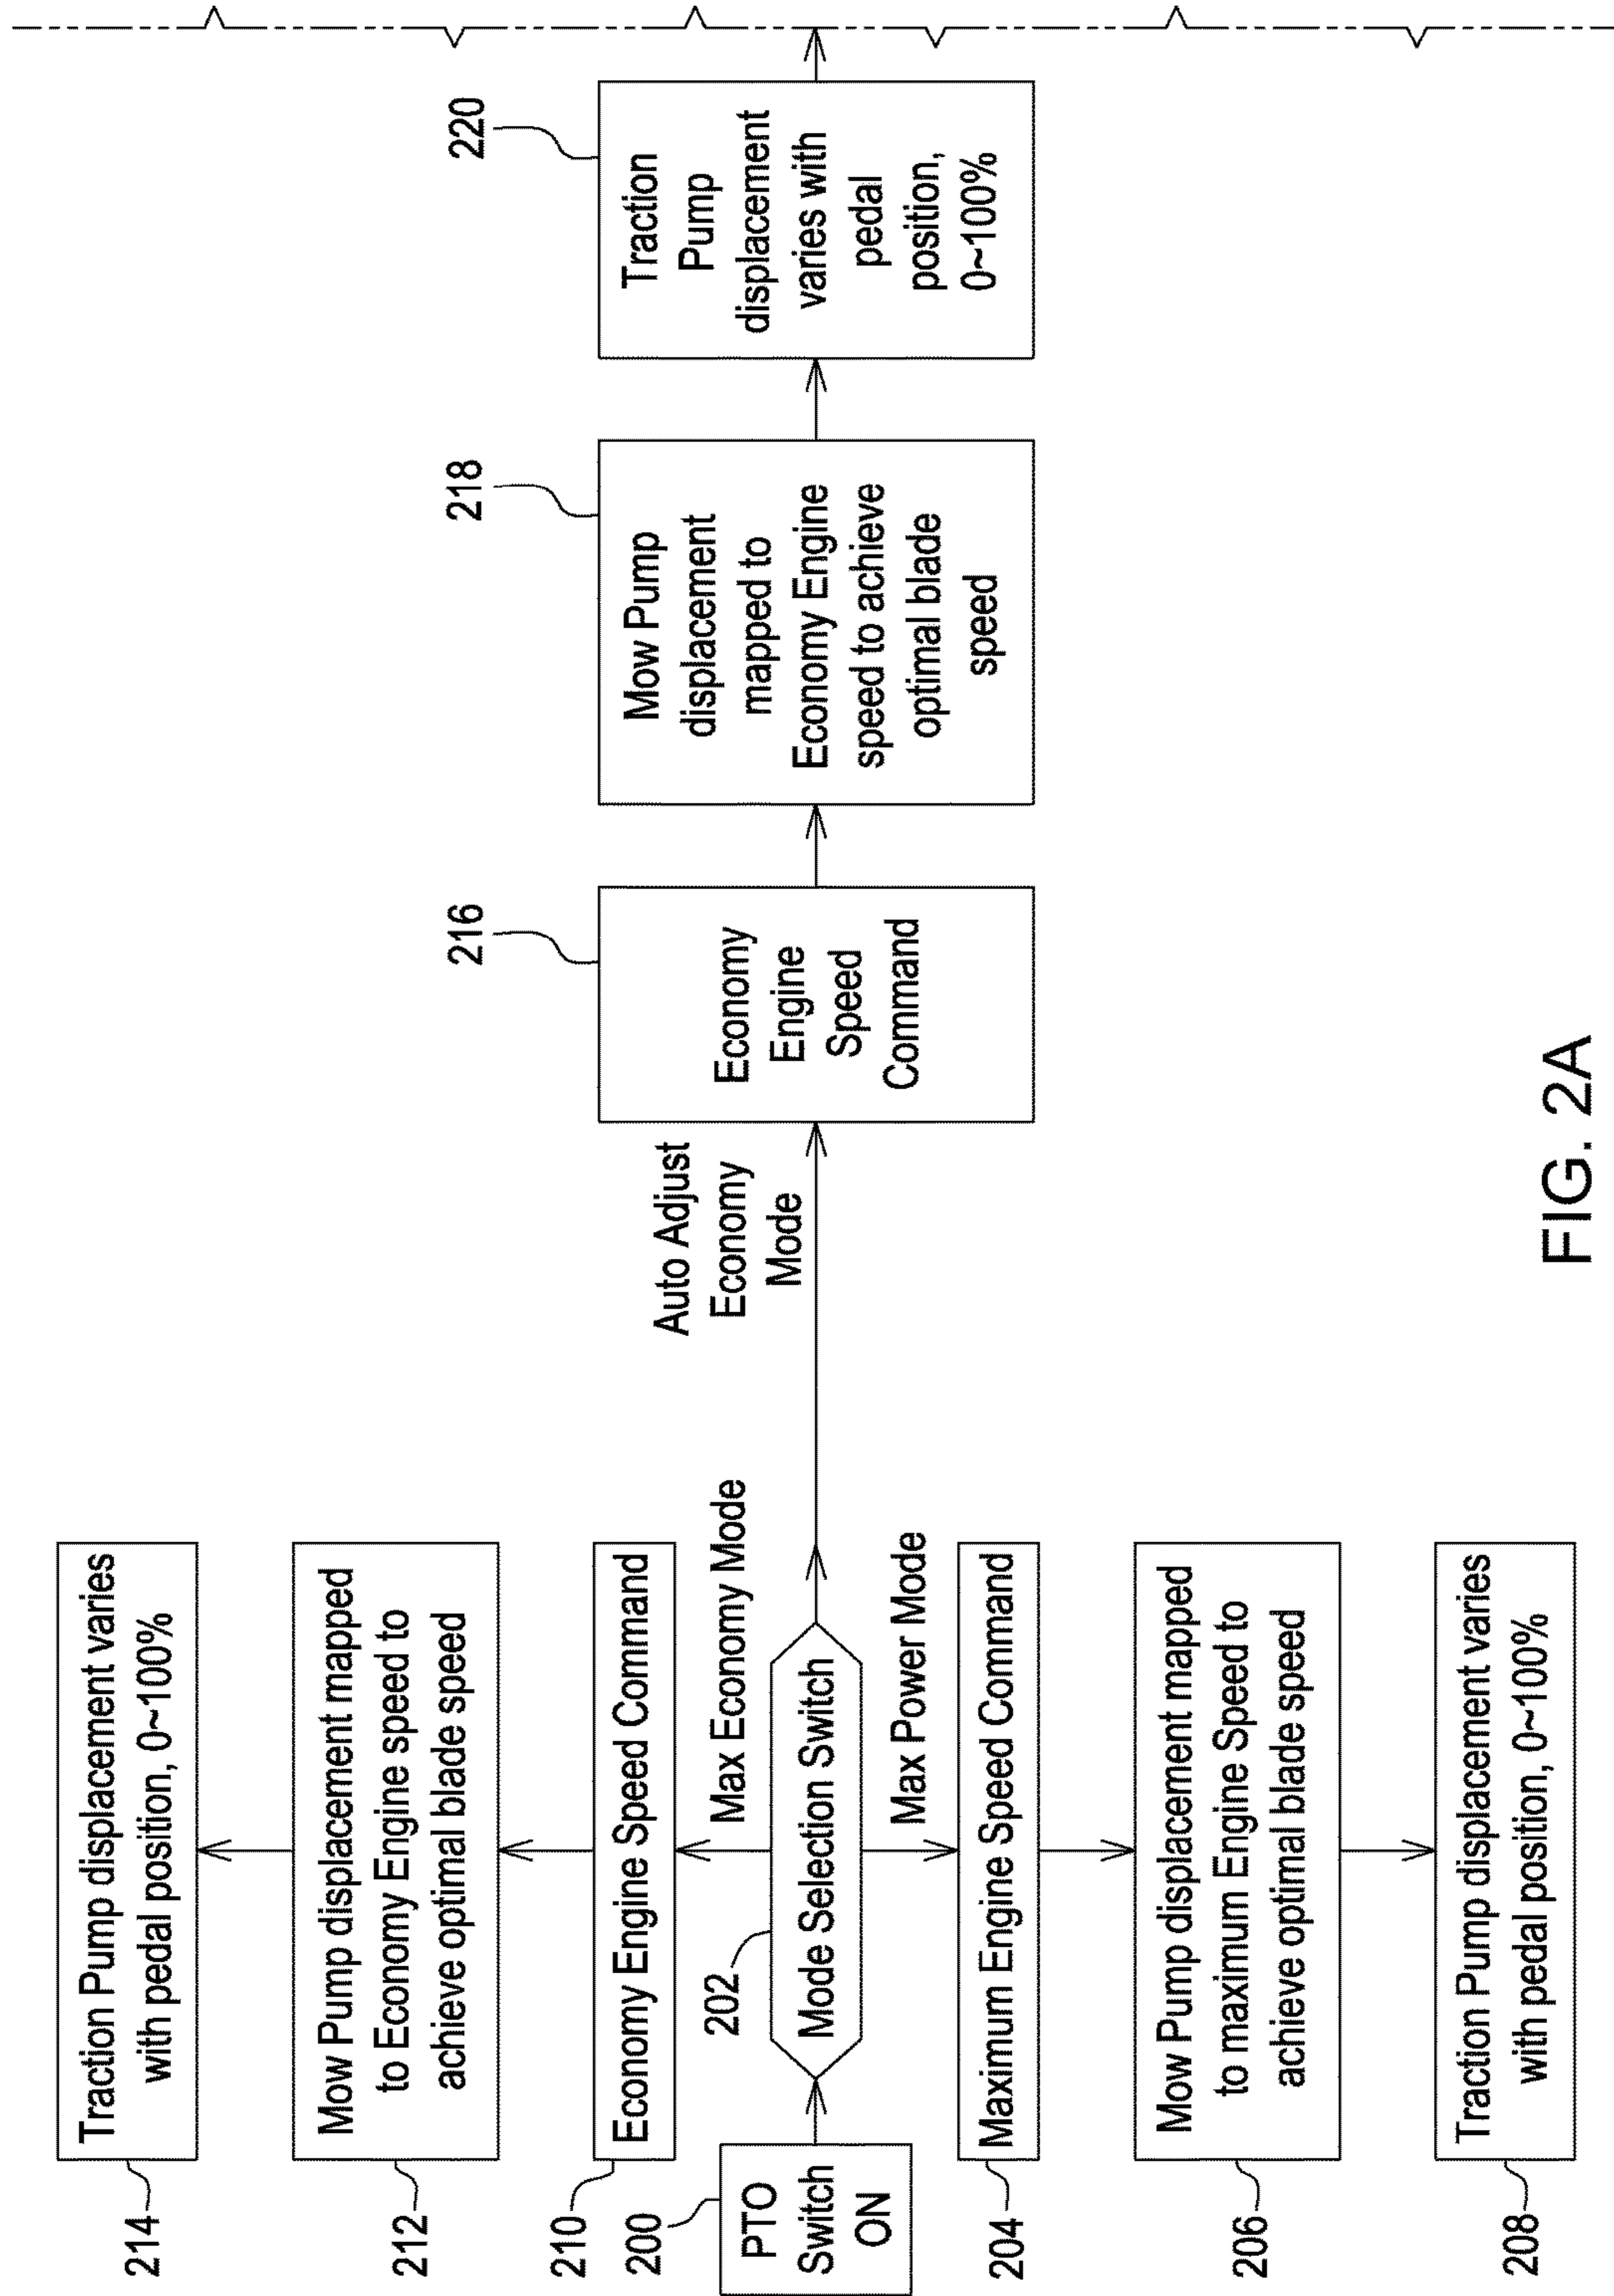 214
Traction Pump displacement varies
with pedal position, 0~100%
212
Mow Pump displacement mapped
to Economy Engine speed to
achieve optimal blade speed
210
Economy Engine Speed Command
Max Economy Mode
200
PTO
Switch
ON
202
Mode Selection Switch
Max Power Mode
204
Maximum Engine Speed Command
206
Mow Pump displacement mapped
to maximum Engine Speed to
achieve optimal blade speed
208
Traction Pump displacement varies
with pedal position, 0~100%
Auto Adjust
Economy
Mode
216
Economy
Engine
Speed
Command
218
Mow Pump
displacement
mapped to
Economy Engine
speed to achieve
optimal blade
speed
220
Traction
Pump
displacement
varies with
pedal
position,
0~100%
FIG. 2A